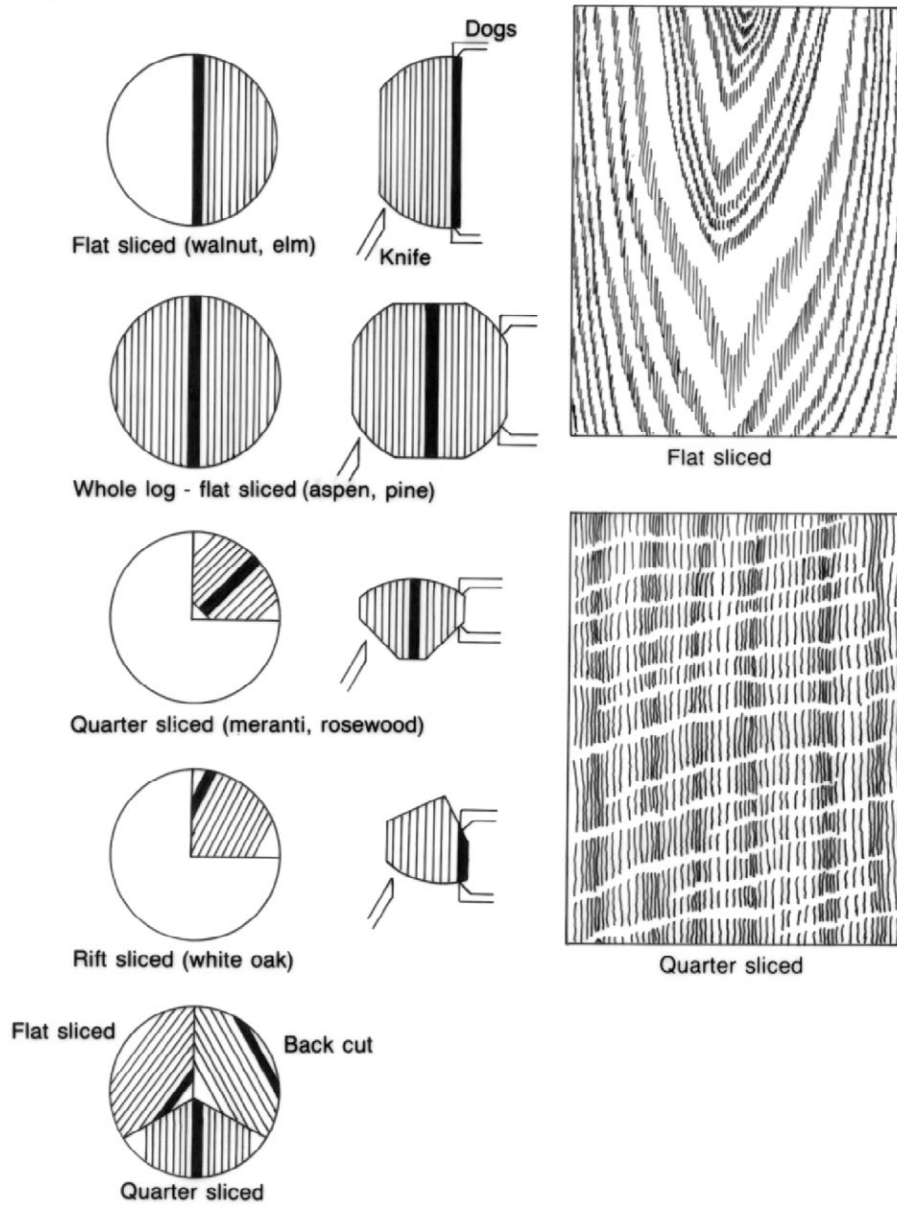 Dogs
Flat sliced (walnut, elm)
Knife
Whole log - flat sliced (aspen, pine)
Flat sliced
Quarter sliced (meranti, rosewood)
Rift sliced (white oak)
Quarter sliced
Flat sliced
Back cut
Quarter sliced